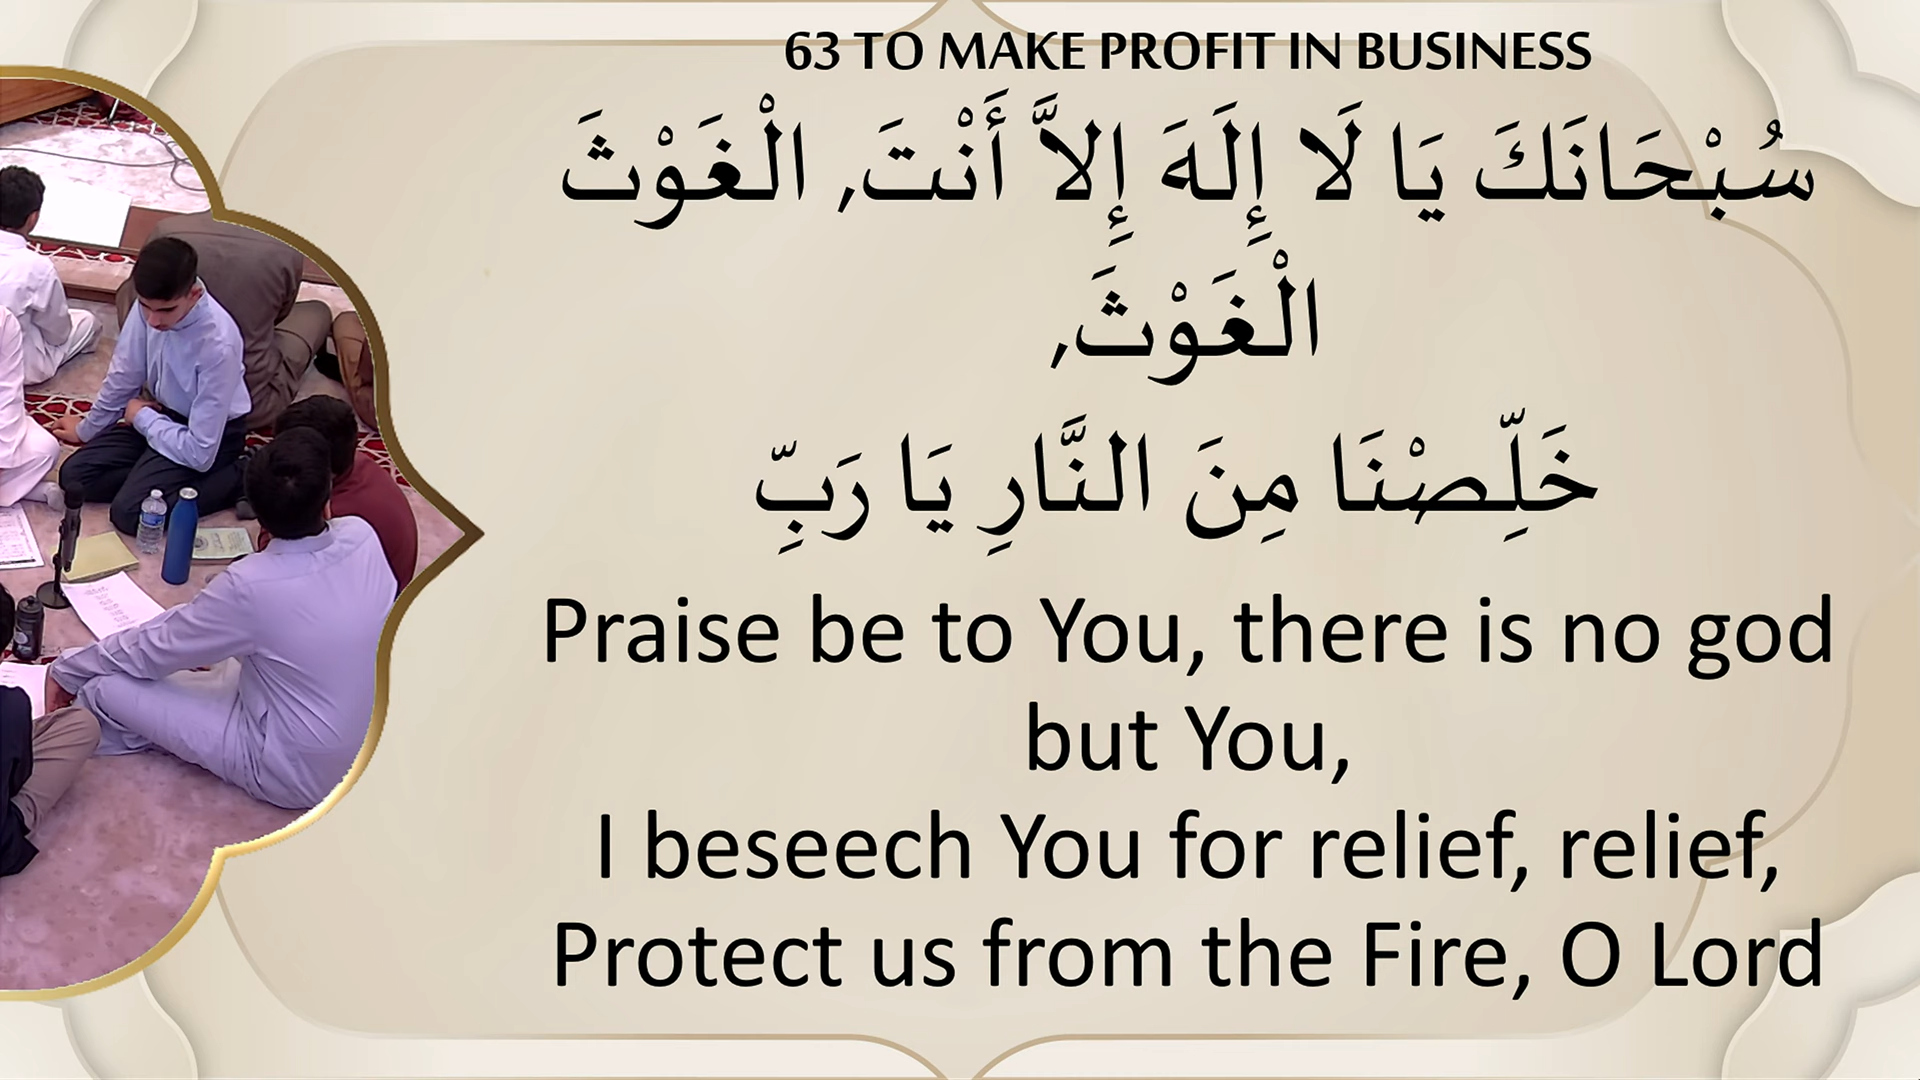 63 TO MAKE PROFIT IN BUSINESS
سُبْحَانَكَ يَا لَا إِلَهَ إِلاَّ أَنْتَ, الْغَوْثَ
الْغَوْثَ,
خَلِّصْنَا مِنَ النَّارِ يَا رَبِّ
Praise be to You, there is no god
but You,
I beseech You for relief, relief,
Protect us from the Fire, O Lord